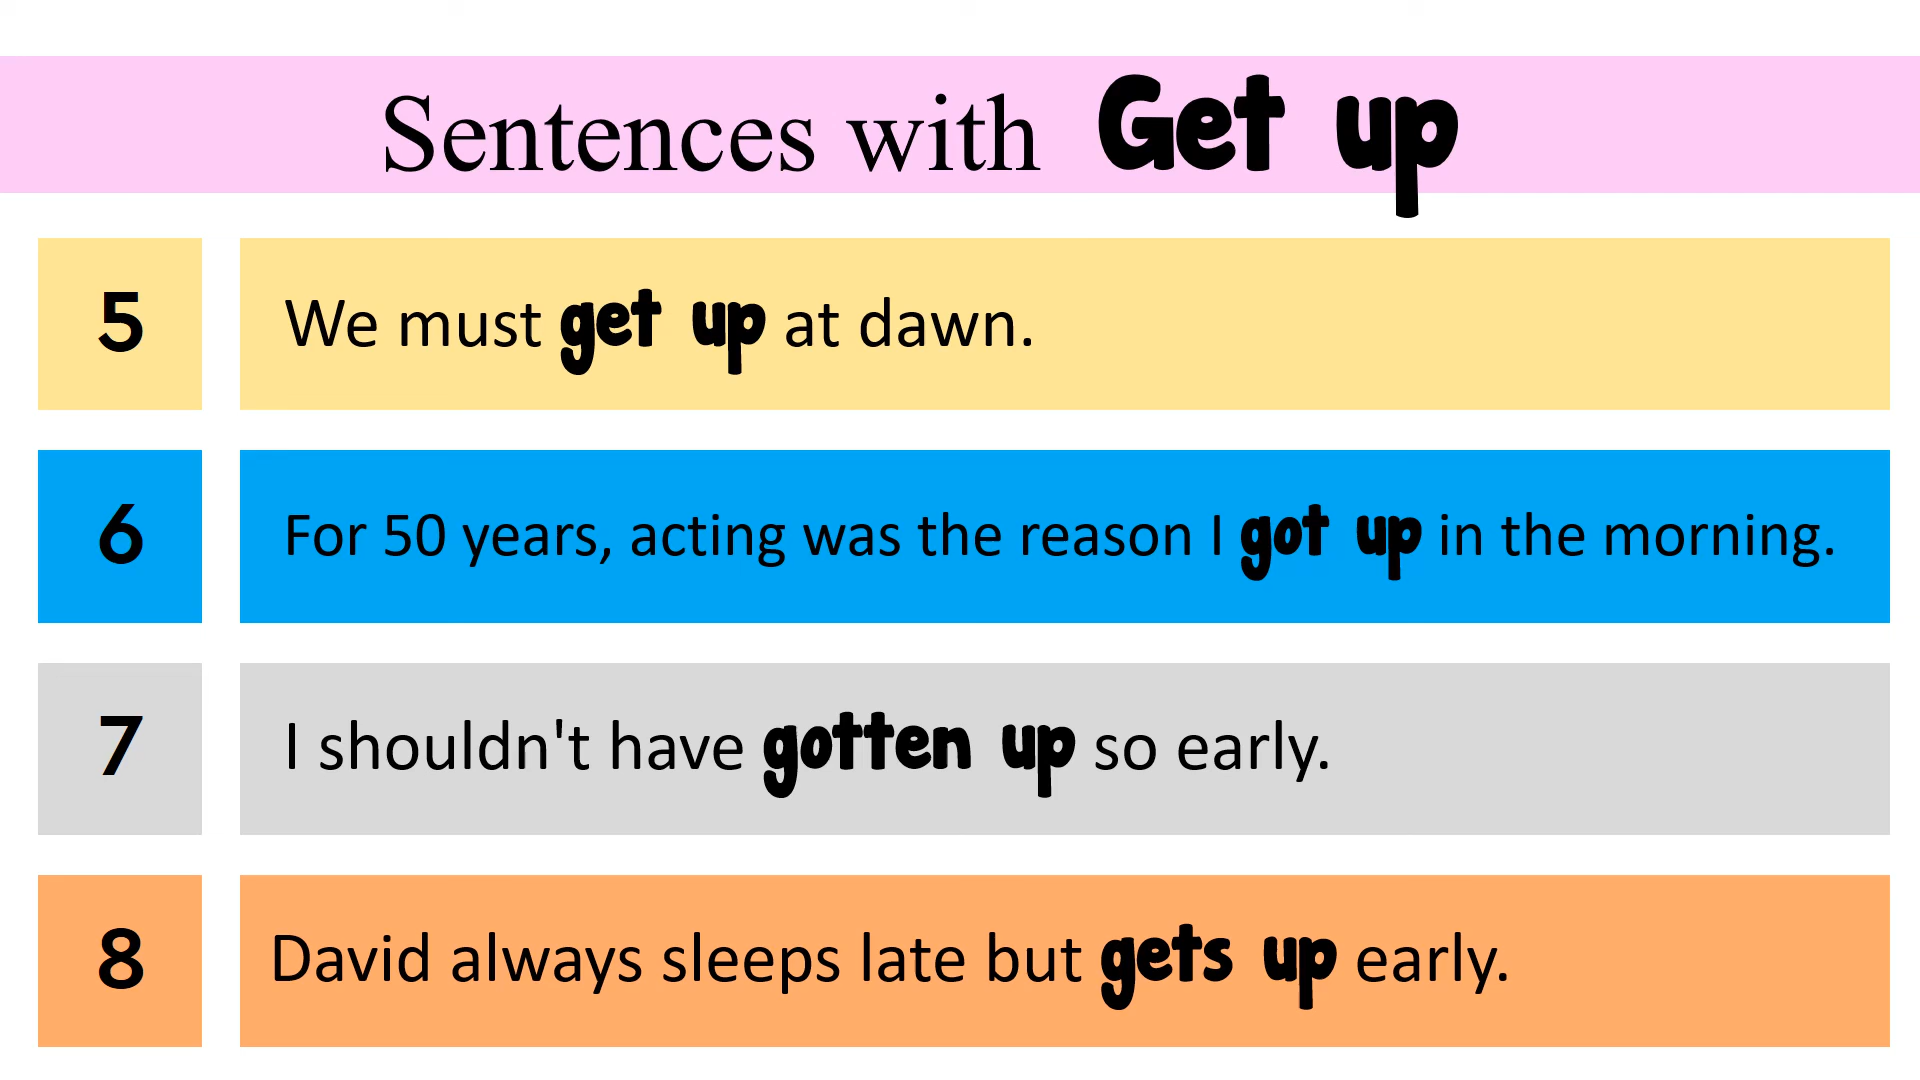 Sentences with Get up
5
We must get up at dawn.
6
For 50 years, acting was the reason I got up in the morning.
7
I shouldn't have gotten up so early.
8
David always sleeps late but gets up early.